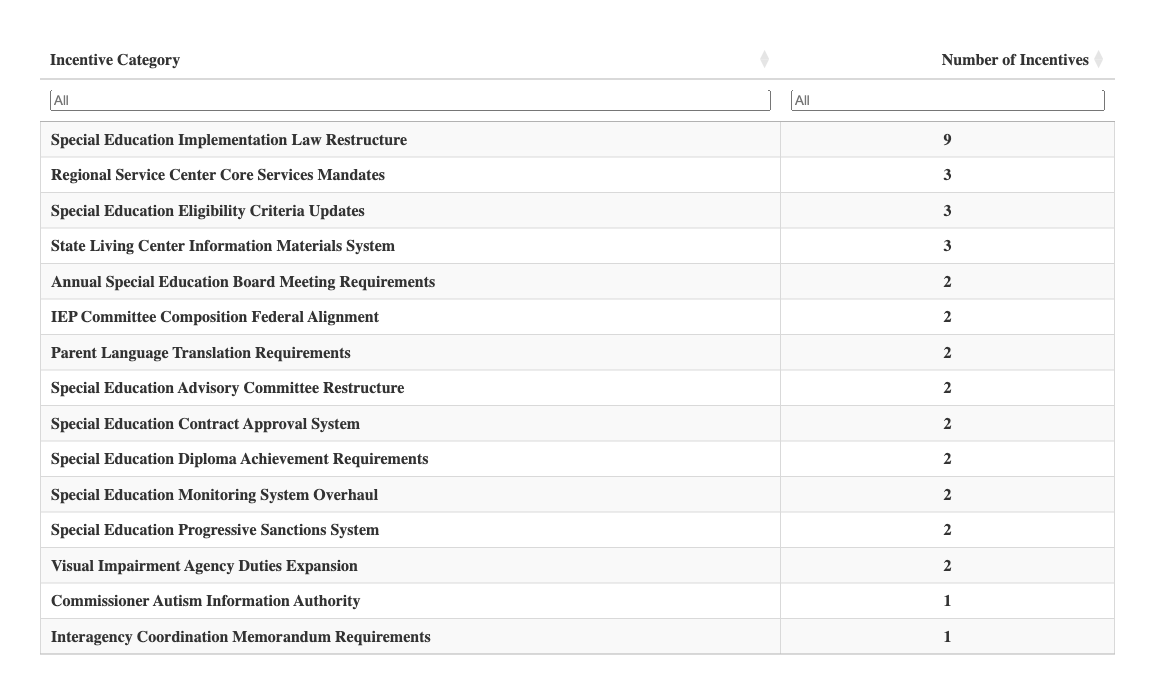 Incentive Category Number of Incentives
All All
Special Education Implementation Law Restructure 9
Regional Service Center Core Services Mandates 3
Special Education Eligibility Criteria Updates 3
State Living Center Information Materials System 3
Annual Special Education Board Meeting Requirements 2
IEP Committee Composition Federal Alignment 2
Parent Language Translation Requirements 2
Special Education Advisory Committee Restructure 2
Special Education Contract Approval System 2
Special Education Diploma Achievement Requirements 2
Special Education Monitoring System Overhaul 2
Special Education Progressive Sanctions System 2
Visual Impairment Agency Duties Expansion 2
Commissioner Autism Information Authority 1
Interagency Coordination Memorandum Requirements 1